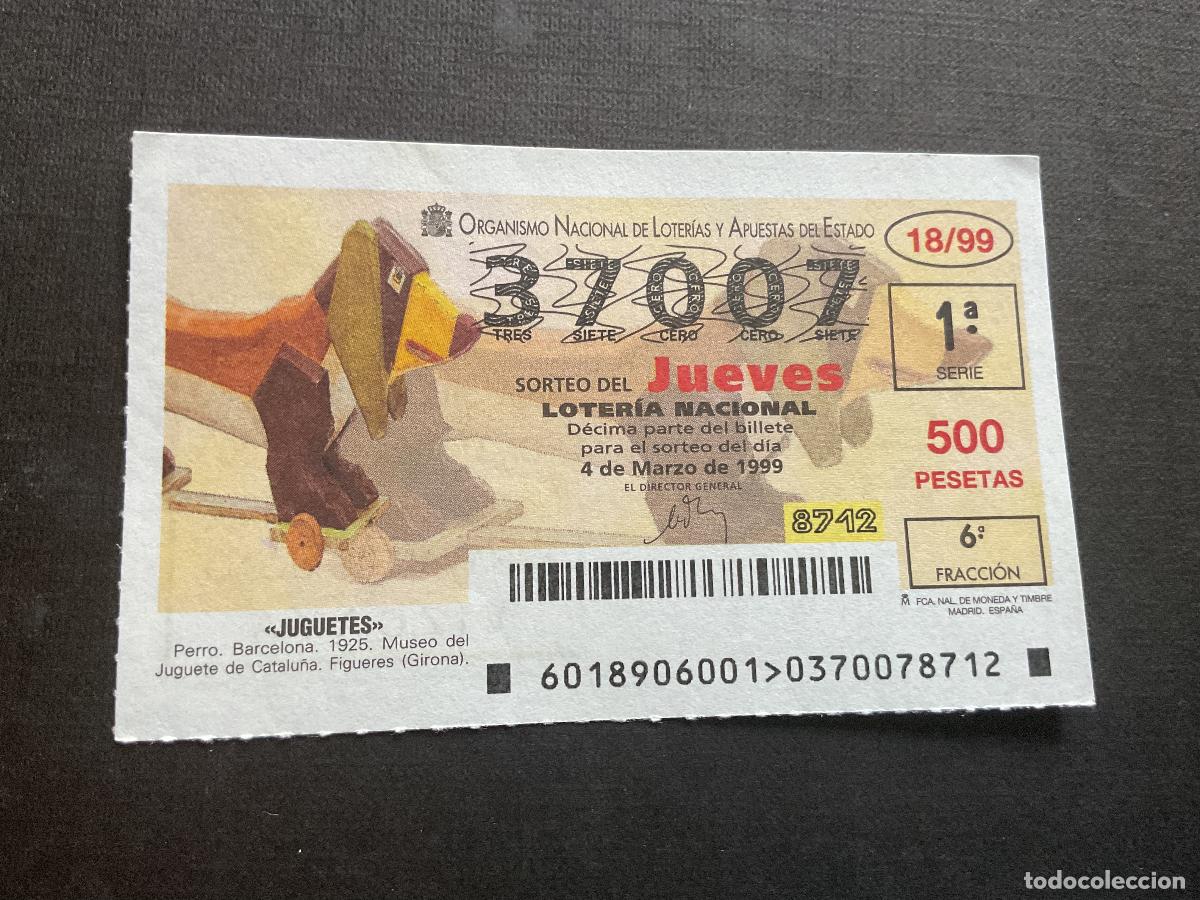 ORGANISMO NACIONAL DE LOTERÍAS Y APUESTAS DEL ESTADO
18/99
37007
TRES SIETE CERO CERO SIETE
1ª
SERIE
SORTEO DEL Jueves
LOTERÍA NACIONAL
Décima parte del billete
para el sorteo del día
4 de Marzo de 1999
EL DIRECTOR GENERAL
500
PESETAS
8712
6ª
FRACCIÓN
M FCA. NAL. DE MONEDA Y TIMBRE
MADRID. ESPAÑA
«JUGUETES»
Perro. Barcelona. 1925. Museo del
Juguete de Cataluña. Figueres (Girona).
6018906001>0370078712
todocoleccion